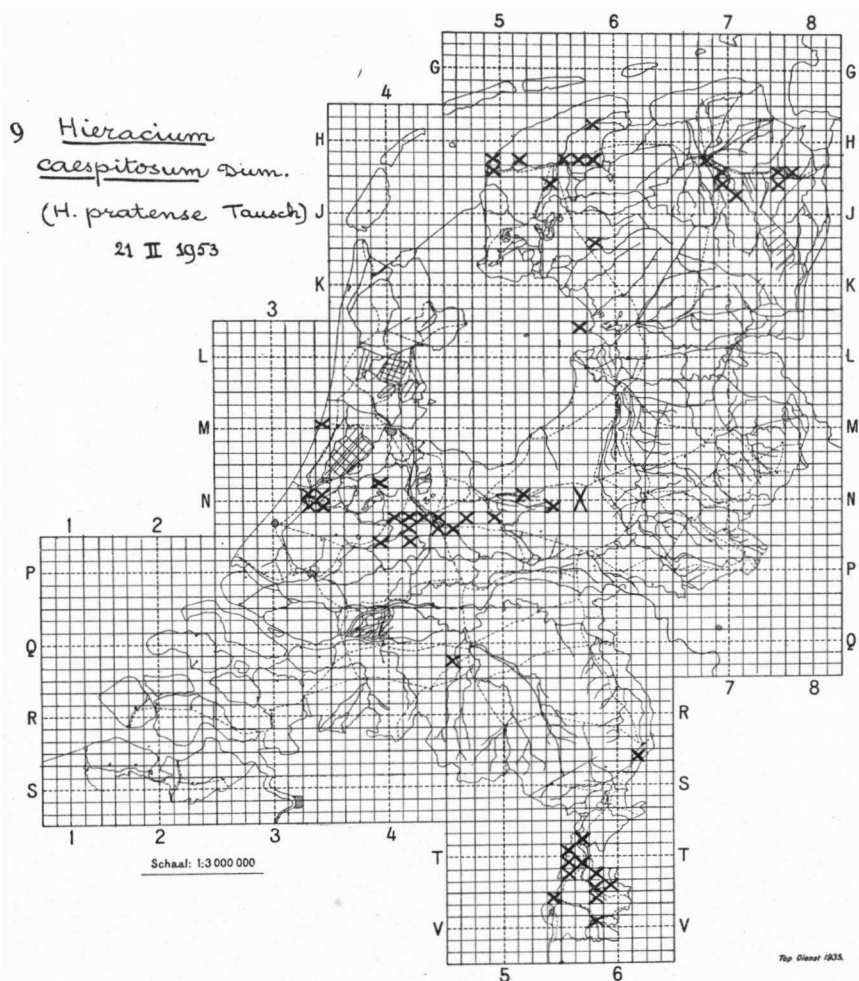 5 6 7 8
G G
4
9 Hieracium
H H
caespitosum Dum.
(H. pratense Tausch)
J J
21 II 1953
K K
3
L L
M M
N N
1 2
P P
Q Q
7 8
R R
S S
1 2 3 4
Schaal: 1:3 000 000
T T
V V
Top Dienst 1935.
5 6